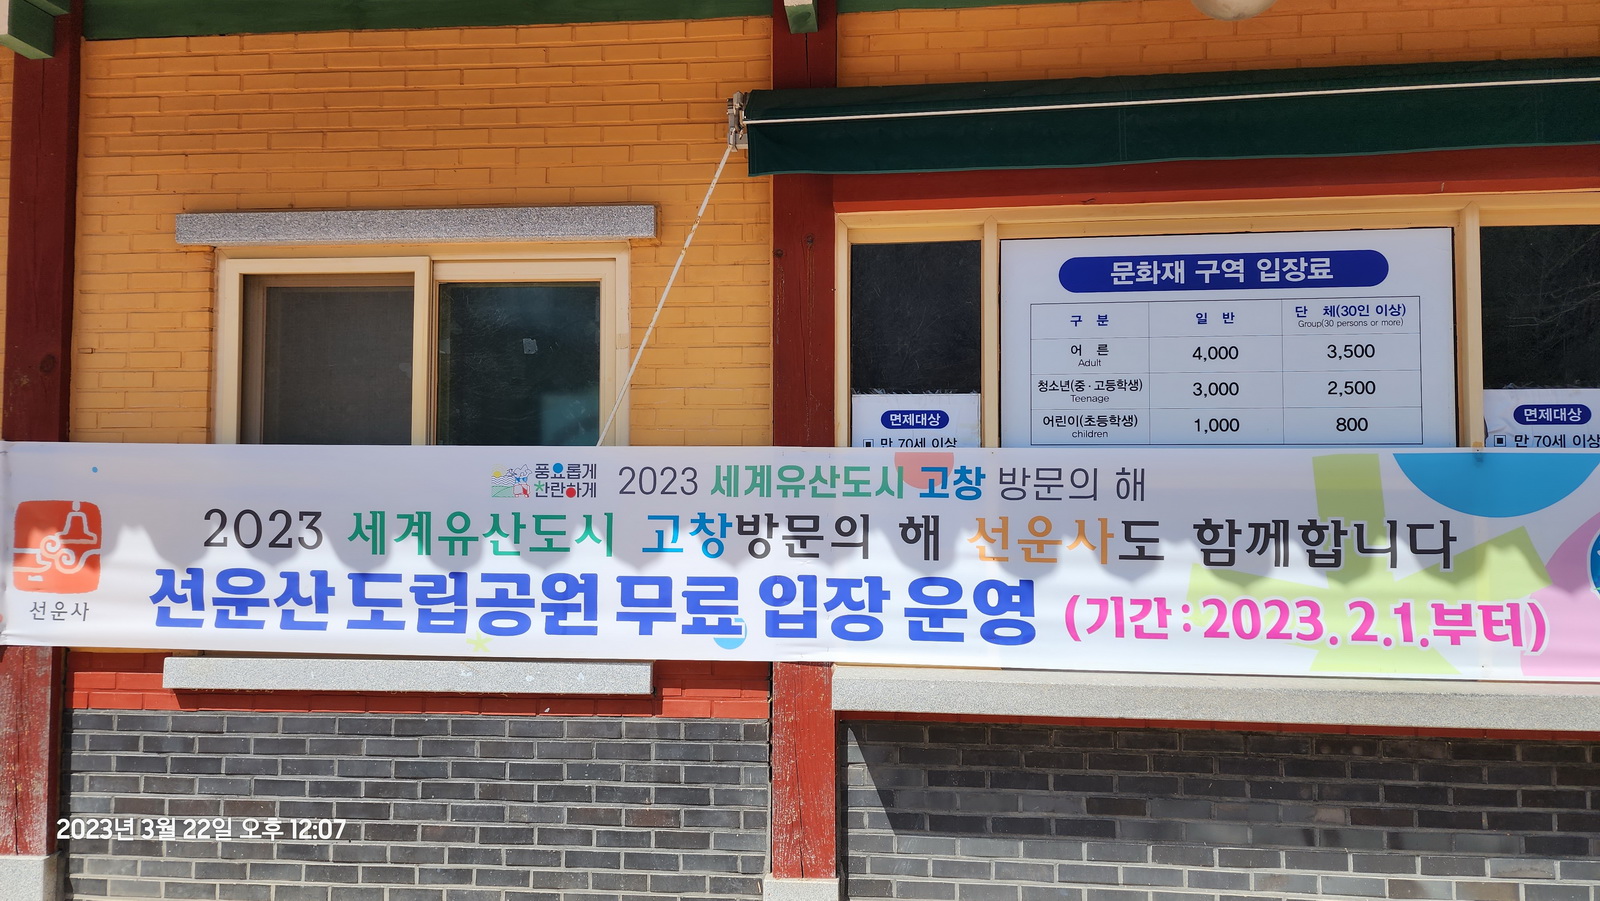 문화재 구역 입장료
구 분 일 반 단 체(30인 이상)
Group(30 persons or more)
어 른 4,000 3,500
Adult
청소년(중·고등학생) 3,000 2,500
Teenage
어린이(초등학생) 1,000 800
children
면제대상
만 70세 이상
면제대상
만 70세 이상
풍요롭게
찬란하게
2023 세계유산도시 고창 방문의 해
2023 세계유산도시 고창방문의 해 선운사도 함께합니다
선운산 도립공원 무료 입장 운영 (기간 : 2023. 2.1.부터)
선운사
2023년 3월 22일 오후 12:07